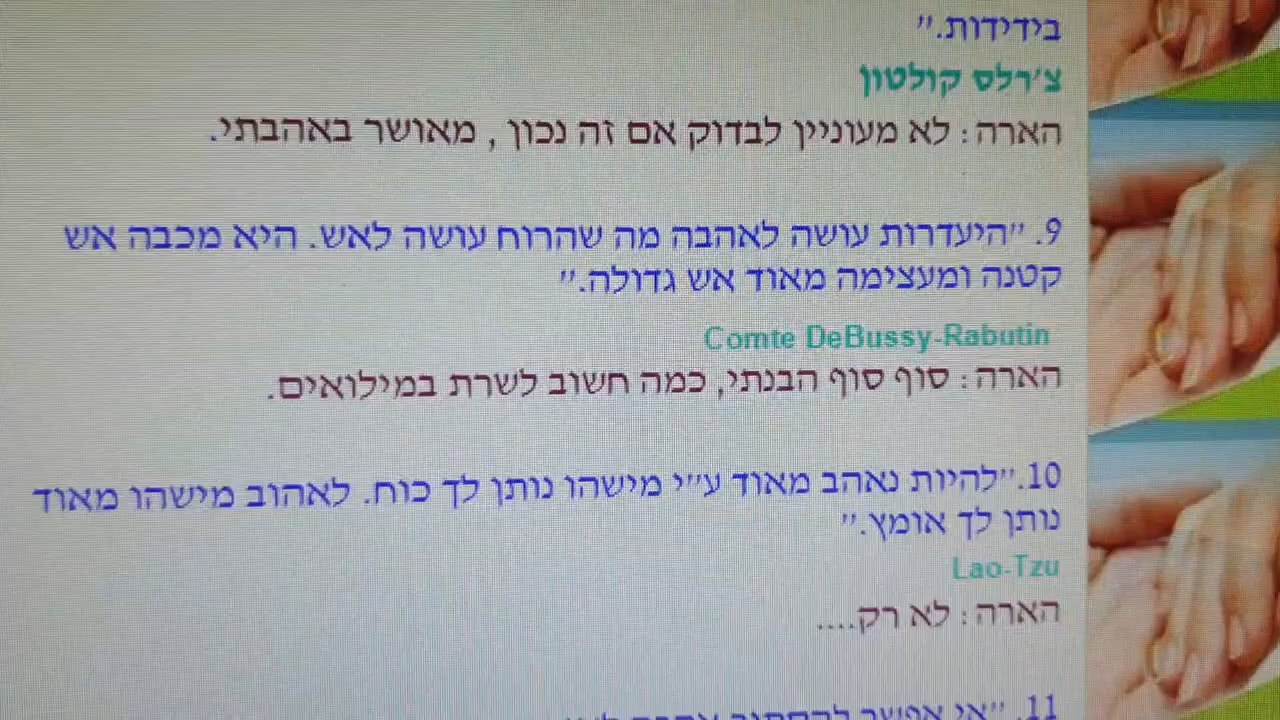 בידידות."
צ'רלס קולטון
הארה : לא מעוניין לבדוק אם זה נכון , מאושר באהבתי.
9. "היעדרות עושה לאהבה מה שהרוח עושה לאש. היא מכבה אש
קטנה ומעצימה מאוד אש גדולה."
Comte DeBussy-Rabutin
הארה : סוף סוף הבנתי, כמה חשוב לשרת במילואים.
10."להיות נאהב מאוד ע"י מישהו נותן לך כוח. לאהוב מישהו מאוד
נותן לך אומץ."
Lao-Tzu
הארה : לא רק....
11. "אי אפשר